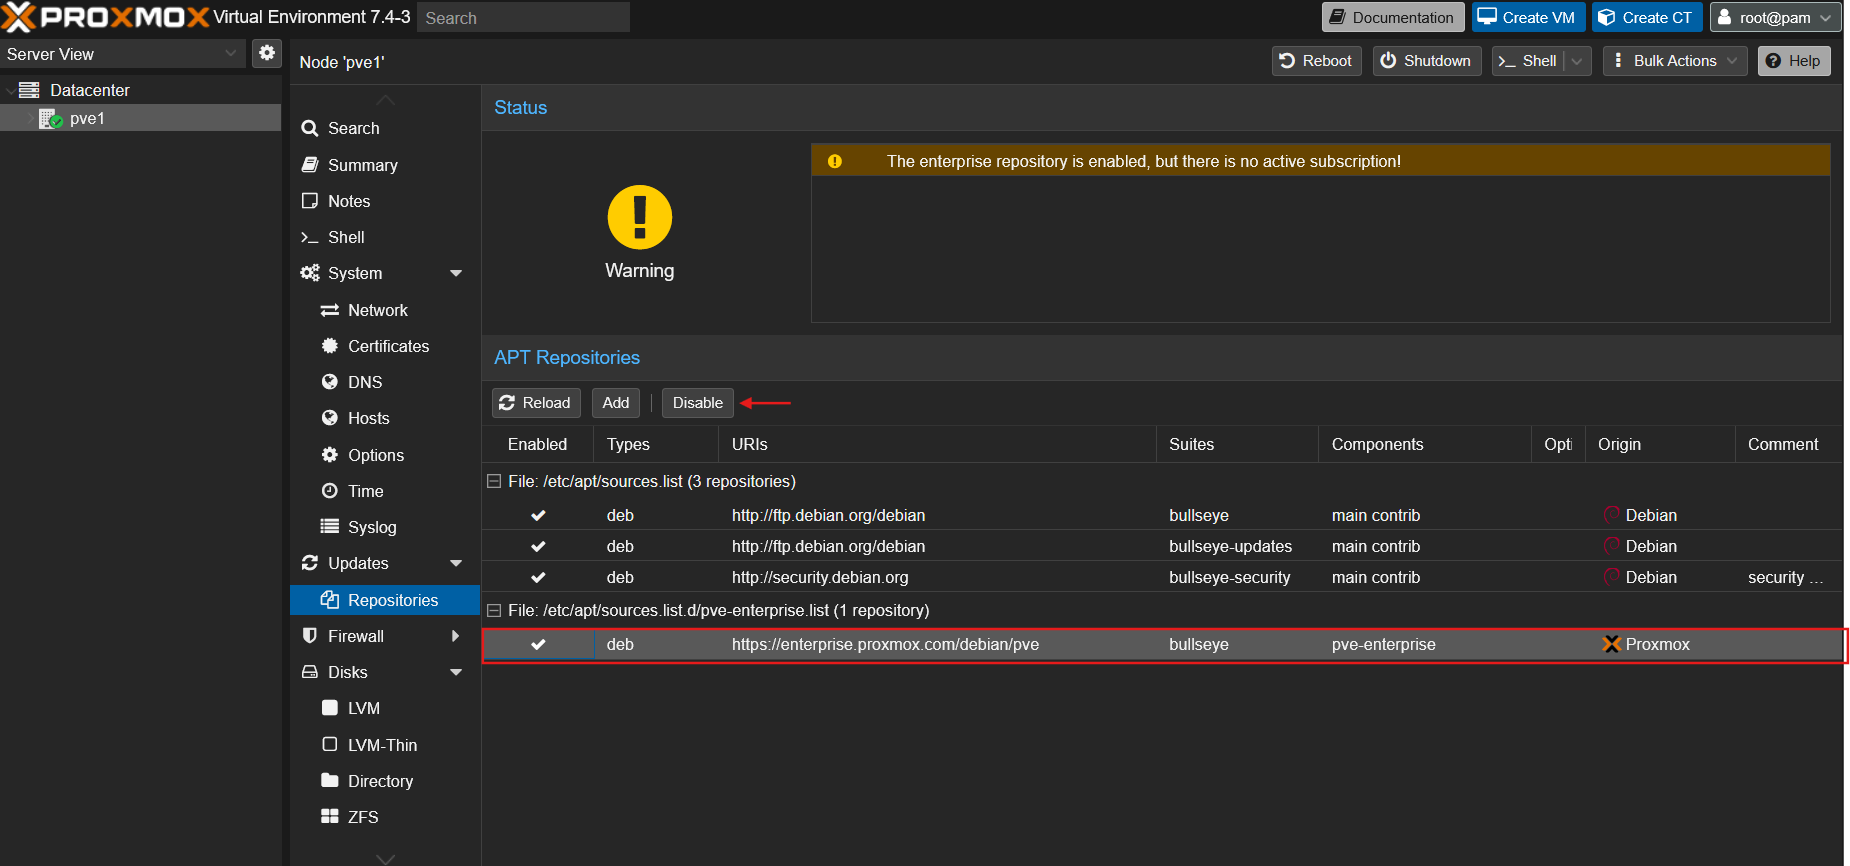 PROXMOX Virtual Environment 7.4-3 Search Documentation Create VM Create CT root@pam
Server View
Node 'pve1' Reboot Shutdown Shell Bulk Actions Help
Datacenter
pve1
Search
Summary
Notes
Shell
System
Network
Certificates
DNS
Hosts
Options
Time
Syslog
Updates
Repositories
Firewall
Disks
LVM
LVM-Thin
Directory
ZFS
Status
The enterprise repository is enabled, but there is no active subscription!
Warning
APT Repositories
Reload Add Disable
Enabled Types URIs Suites Components Opti Origin Comment
File: /etc/apt/sources.list (3 repositories)
deb http://ftp.debian.org/debian bullseye main contrib Debian
deb http://ftp.debian.org/debian bullseye-updates main contrib Debian
deb http://security.debian.org bullseye-security main contrib Debian security ...
File: /etc/apt/sources.list.d/pve-enterprise.list (1 repository)
deb https://enterprise.proxmox.com/debian/pve bullseye pve-enterprise Proxmox